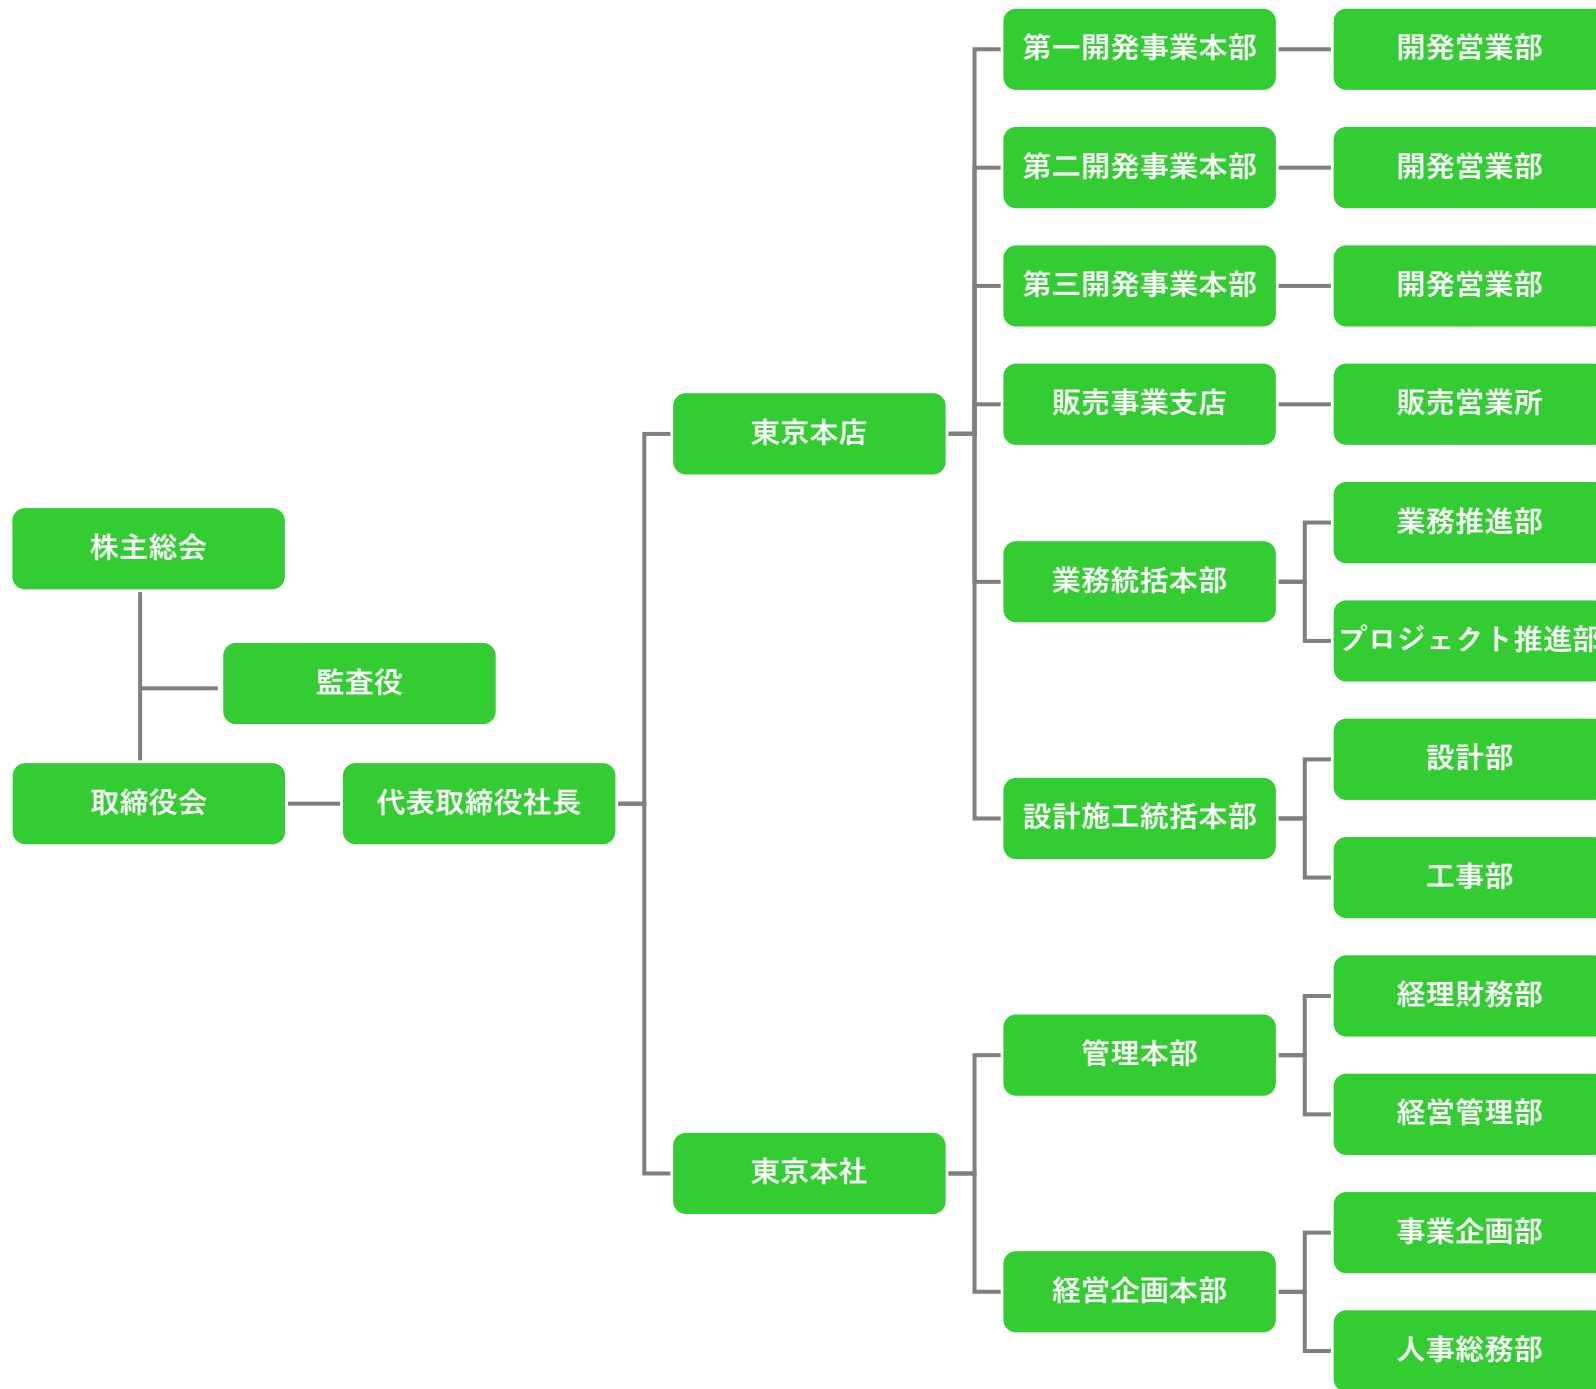 株主総会
監査役
取締役会
代表取締役社長
東京本店
第一開発事業本部
開発営業部
第二開発事業本部
開発営業部
第三開発事業本部
開発営業部
販売事業支店
販売営業所
業務統括本部
業務推進部
プロジェクト推進部
設計施工統括本部
設計部
工事部
東京本社
管理本部
経理財務部
経営管理部
経営企画本部
事業企画部
人事総務部